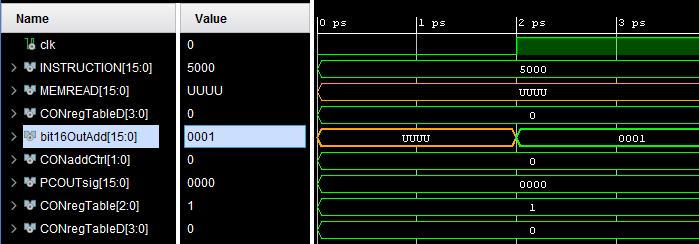 Name Value 0 ps 1 ps 2 ps 3 ps
clk 0
INSTRUCTION[15:0] 5000 5000
MEMREAD[15:0] UUUU UUUU
CONregTableD[3:0] 0 0
bit16OutAdd[15:0] 0001 UUUU 0001
CONaddCtrl[1:0] 0 0
PCOUTsig[15:0] 0000 0000
CONregTable[2:0] 1 1
CONregTableD[3:0] 0 0